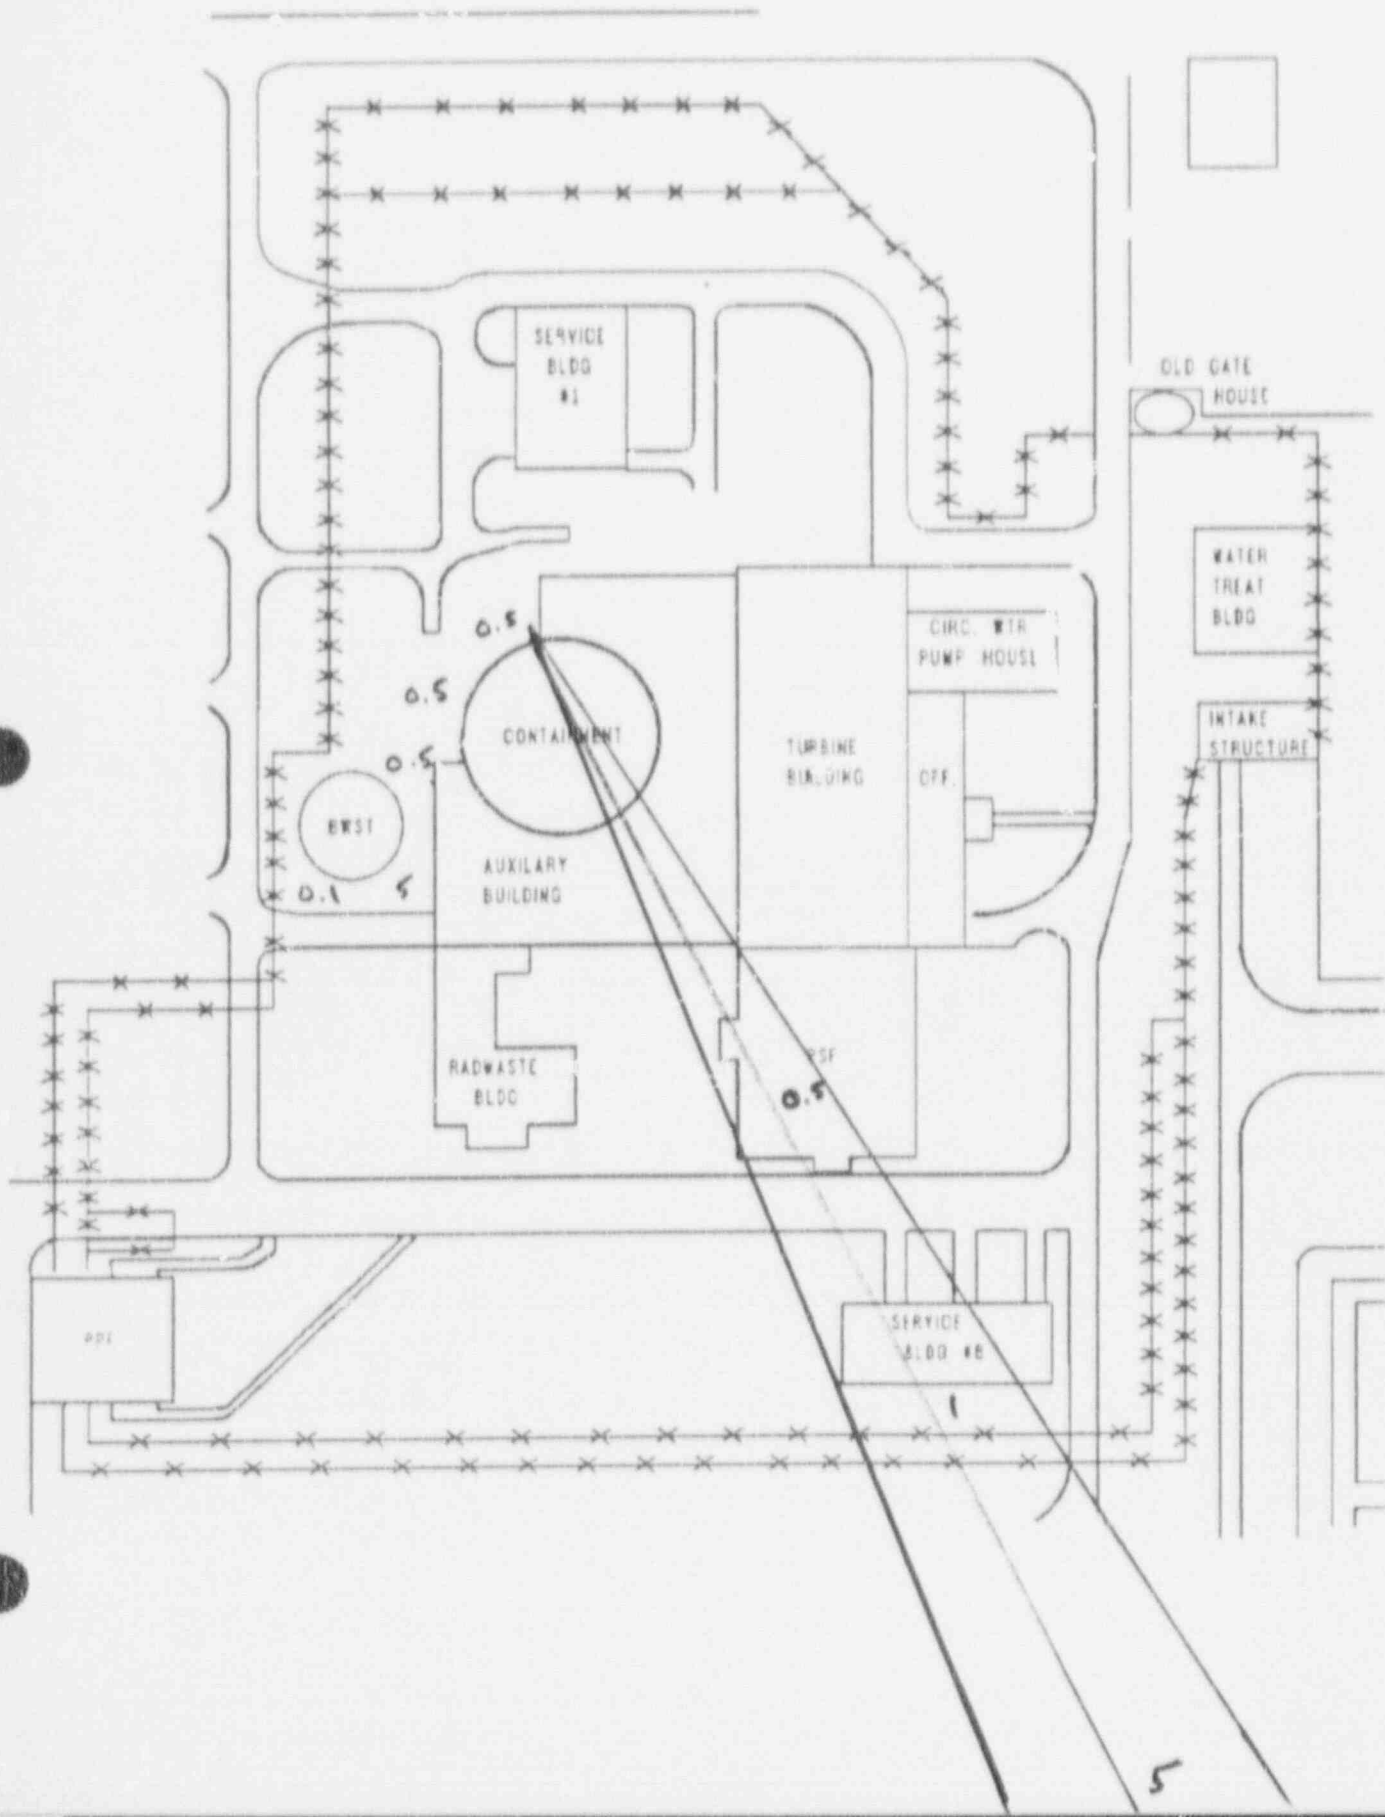 SERVICE
BLDG
#1
OLD GATE
HOUSE
WATER
TREAT
BLDG
0.5
CIRC. WTR
PUMP HOUSE
0.5
CONTAINMENT
INTAKE
STRUCTURE
0.5
TURBINE
BUILDING
OFF.
BWST
0.1
5
AUXILARY
BUILDING
RADWASTE
BLDG
PSF
0.5
SERVICE
BLDG #8
1
5